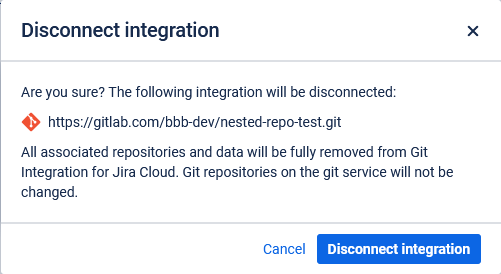 Disconnect integration
Are you sure? The following integration will be disconnected:
https://gitlab.com/bbb-dev/nested-repo-test.git
All associated repositories and data will be fully removed from Git
Integration for Jira Cloud. Git repositories on the git service will not be
changed.
Cancel Disconnect integration